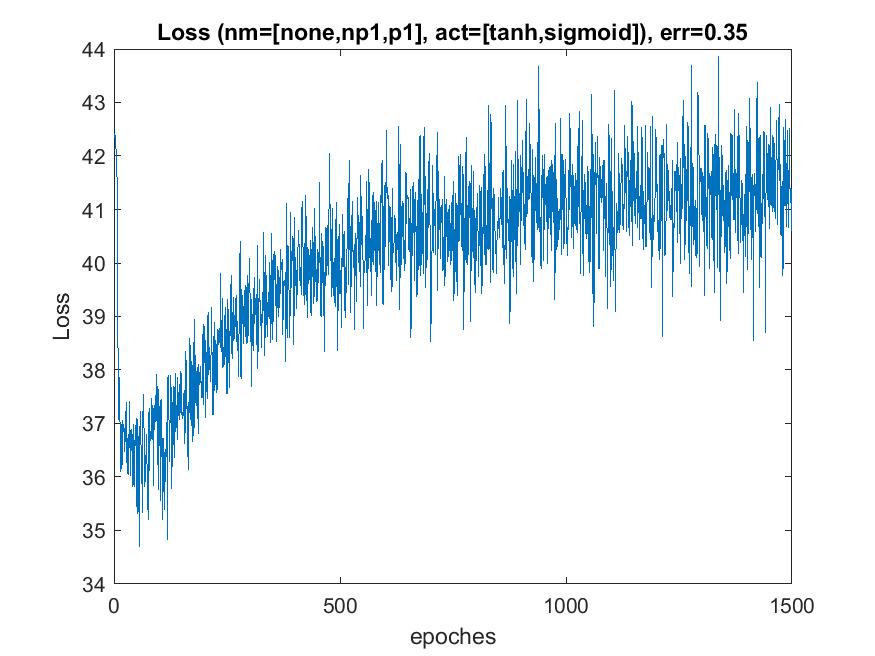 Loss (nm=[none,np1,p1], act=[tanh,sigmoid]), err=0.35
44
43
42
41
40
39
38
37
36
35
34
Loss
0 500 1000 1500
epoches